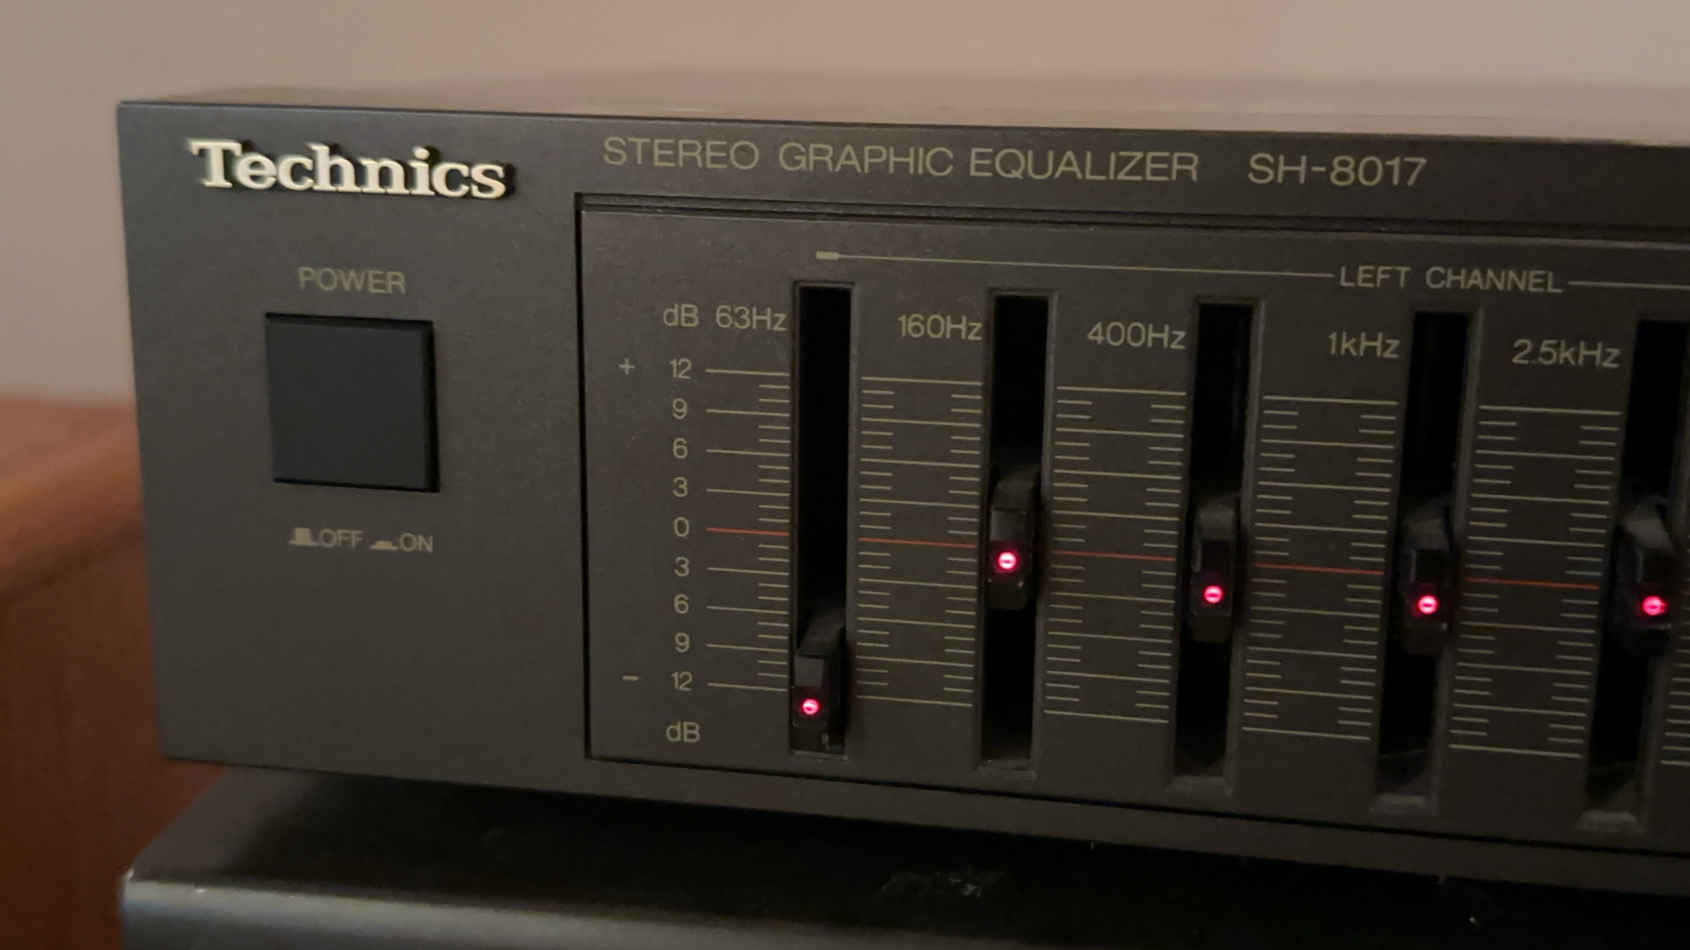 Technics
STEREO GRAPHIC EQUALIZER SH-8017
POWER
OFF ON
LEFT CHANNEL
dB 63Hz 160Hz 400Hz 1kHz 2.5kHz
+ 12
9
6
3
0
3
6
9
- 12
dB